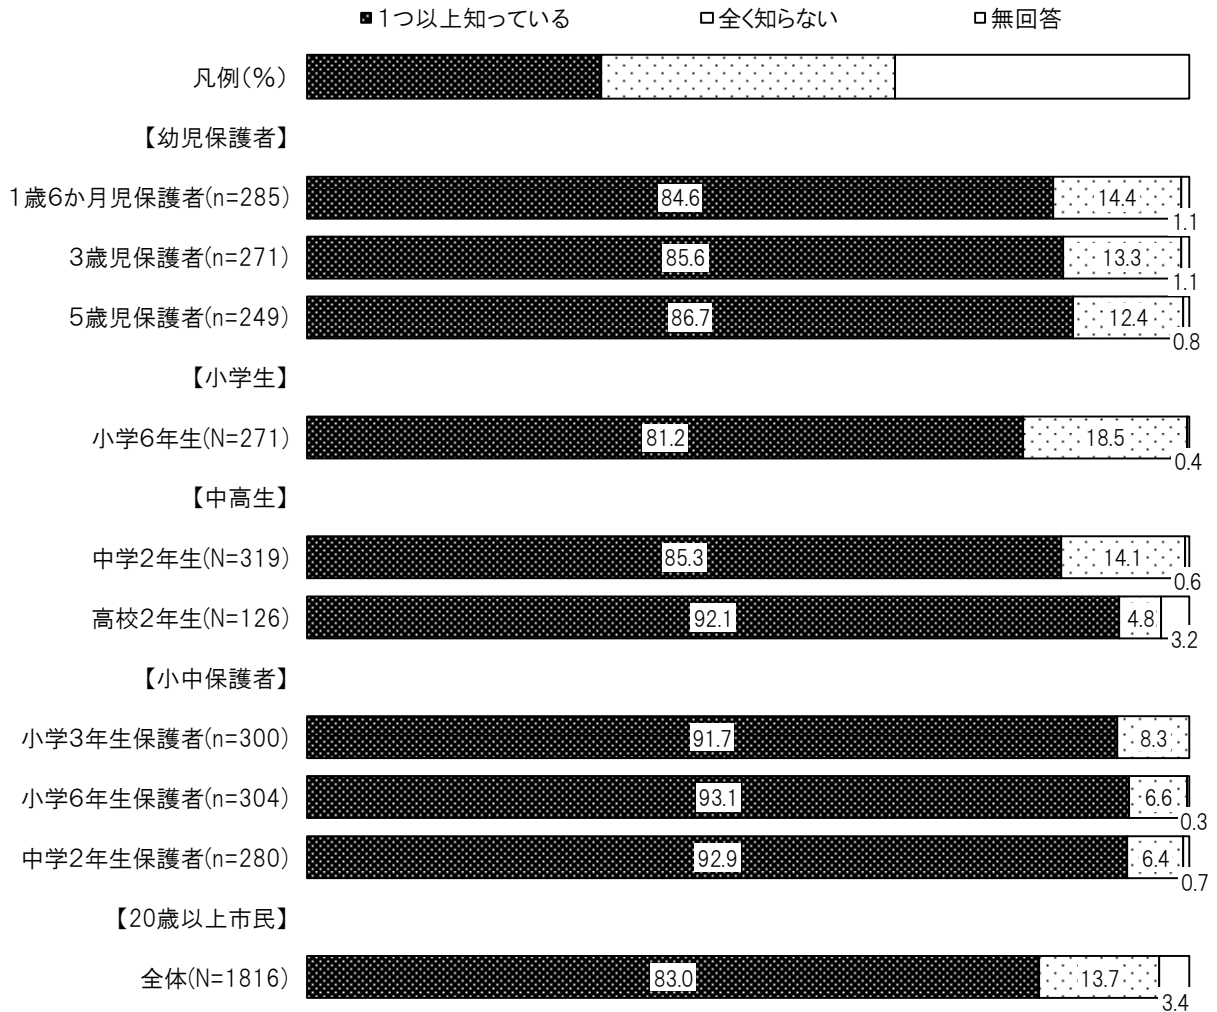 １つ以上知っている 全く知らない 無回答
凡例(%)
【幼児保護者】
１歳６か月児保護者(n=285) 84.6 14.4 1.1
３歳児保護者(n=271) 85.6 13.3 1.1
５歳児保護者(n=249) 86.7 12.4 0.8
【小学生】
小学６年生(N=271) 81.2 18.5 0.4
【中高生】
中学２年生(N=319) 85.3 14.1 0.6
高校２年生(N=126) 92.1 4.8 3.2
【小中保護者】
小学３年生保護者(n=300) 91.7 8.3
小学６年生保護者(n=304) 93.1 6.6 0.3
中学２年生保護者(n=280) 92.9 6.4 0.7
【20歳以上市民】
全体(N=1816) 83.0 13.7 3.4